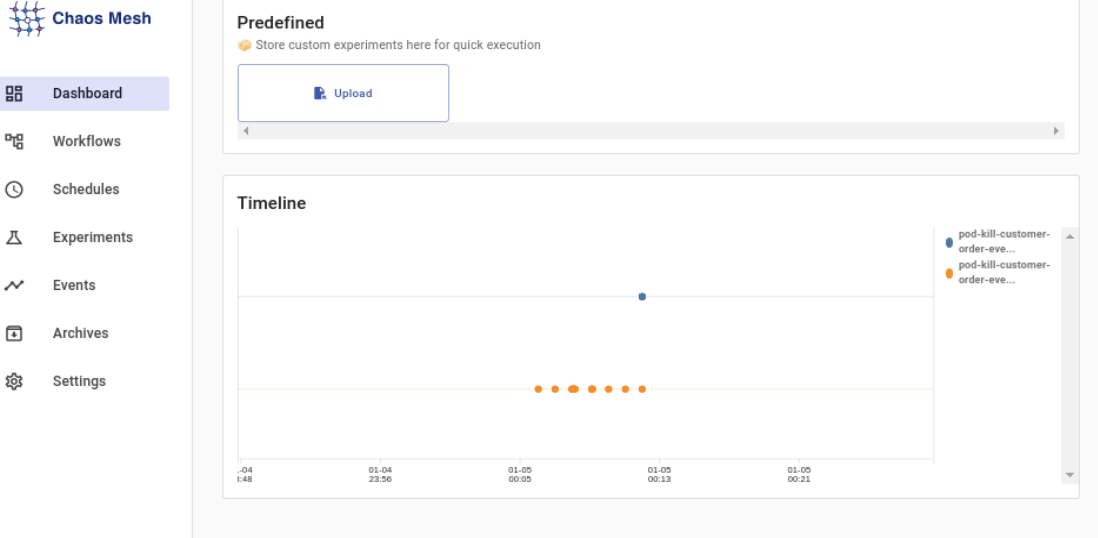 Chaos Mesh
Dashboard
Workflows
Schedules
Experiments
Events
Archives
Settings
Predefined
📦 Store custom experiments here for quick execution
Upload
Timeline
pod-kill-customer-
order-eve...
pod-kill-customer-
order-eve...
-04
:48
01-04
23:56
01-05
00:05
01-05
00:13
01-05
00:21